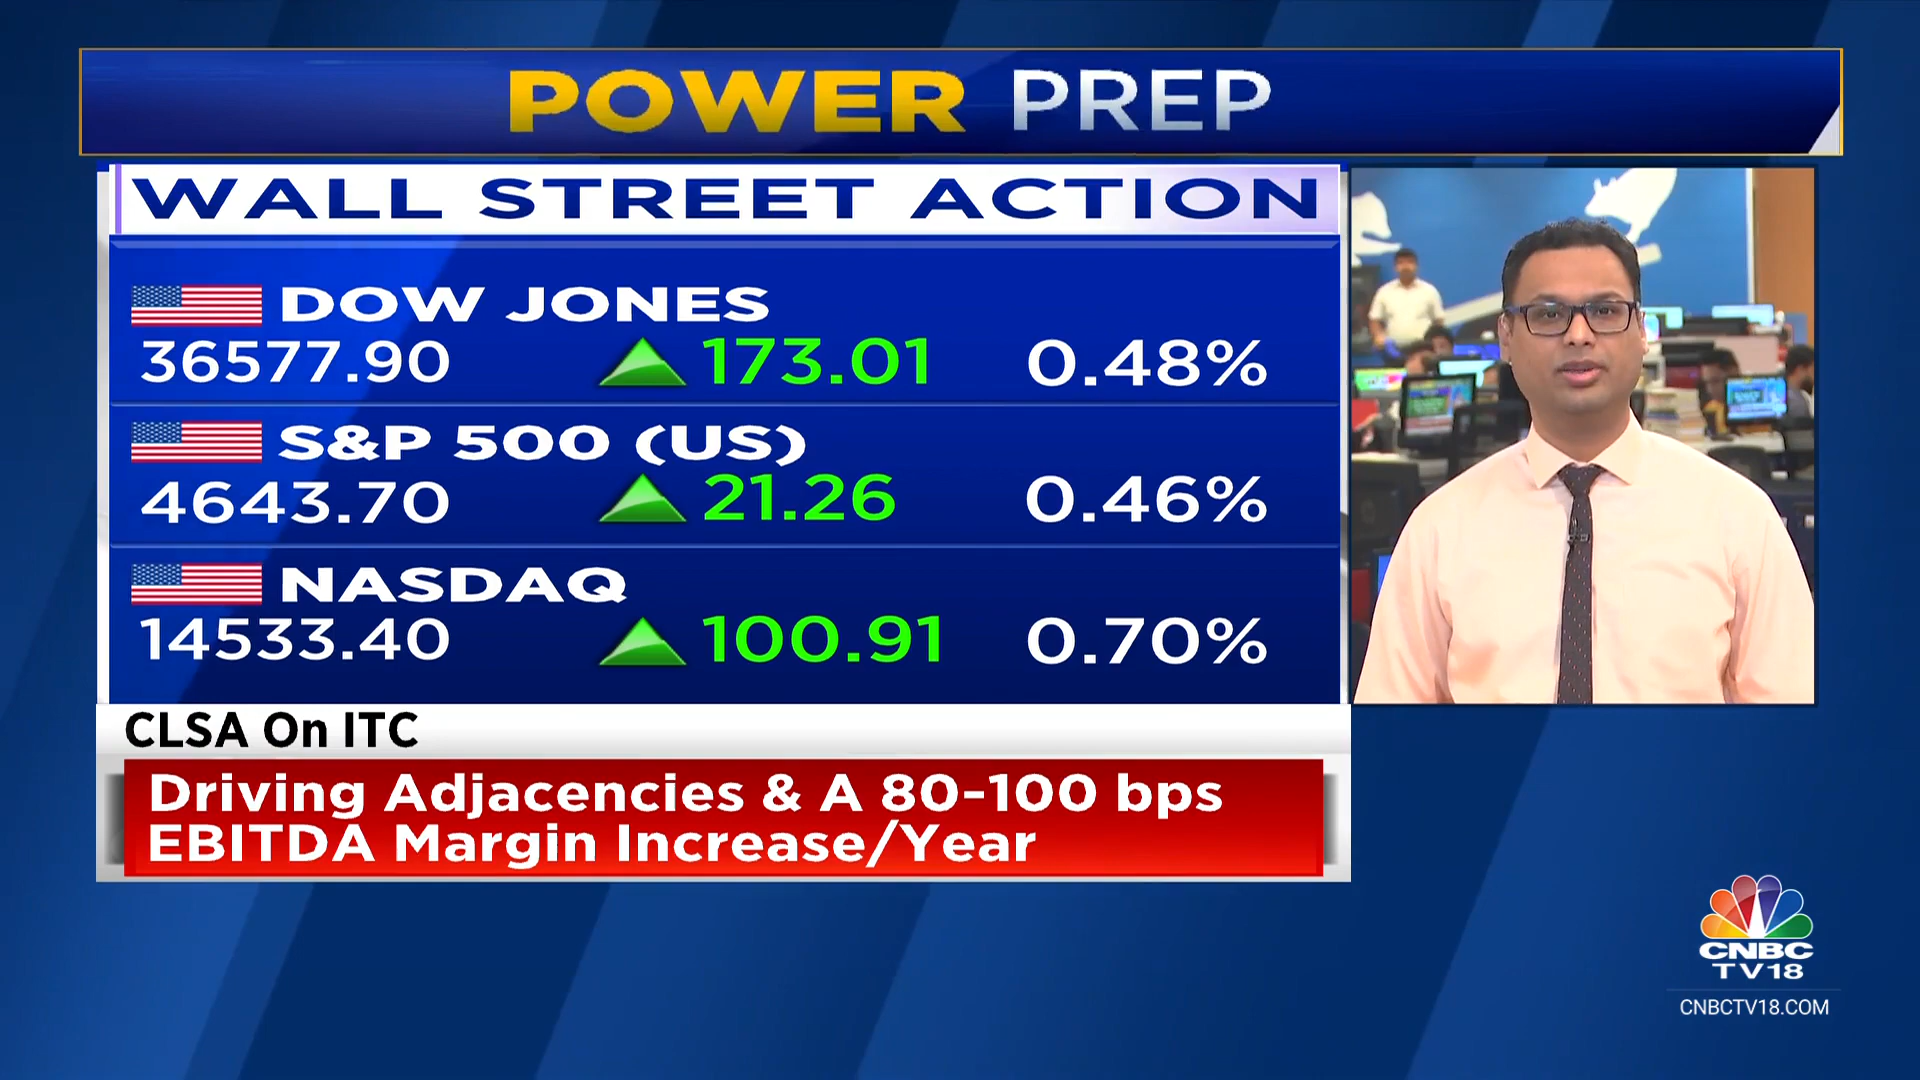 POWER PREP
WALL STREET ACTION
DOW JONES
36577.90 173.01 0.48%
S&P 500 (US)
4643.70 21.26 0.46%
NASDAQ
14533.40 100.91 0.70%
CLSA On ITC
Driving Adjacencies & A 80-100 bps
EBITDA Margin Increase/Year
CNBC
TV18
CNBCTV18.COM